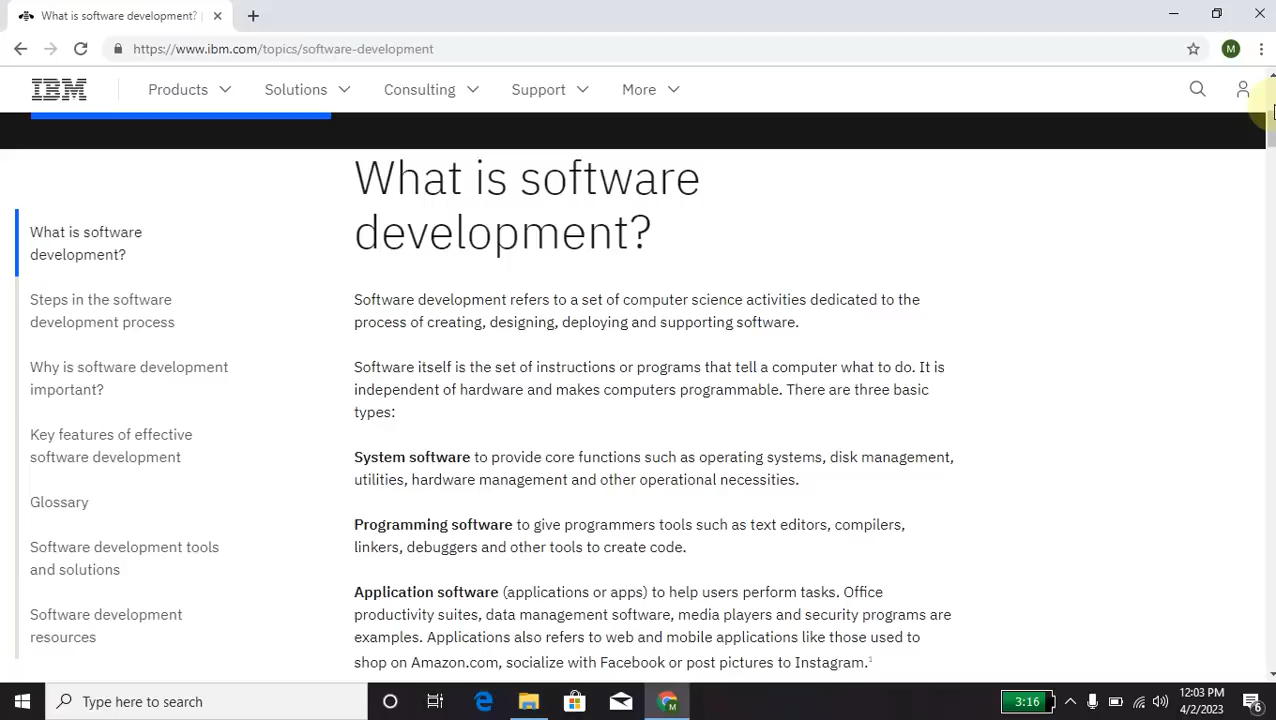 What is software development?
https://www.ibm.com/topics/software-development
M
IBM
Products
Solutions
Consulting
Support
More
What is software
development?
What is software
development?
Steps in the software
development process
Why is software development
important?
Key features of effective
software development
Glossary
Software development tools
and solutions
Software development
resources
Software development refers to a set of computer science activities dedicated to the
process of creating, designing, deploying and supporting software.
Software itself is the set of instructions or programs that tell a computer what to do. It is
independent of hardware and makes computers programmable. There are three basic
types:
System software to provide core functions such as operating systems, disk management,
utilities, hardware management and other operational necessities.
Programming software to give programmers tools such as text editors, compilers,
linkers, debuggers and other tools to create code.
Application software (applications or apps) to help users perform tasks. Office
productivity suites, data management software, media players and security programs are
examples. Applications also refers to web and mobile applications like those used to
shop on Amazon.com, socialize with Facebook or post pictures to Instagram.¹
Type here to search
3:16
12:03 PM
4/2/2023
6